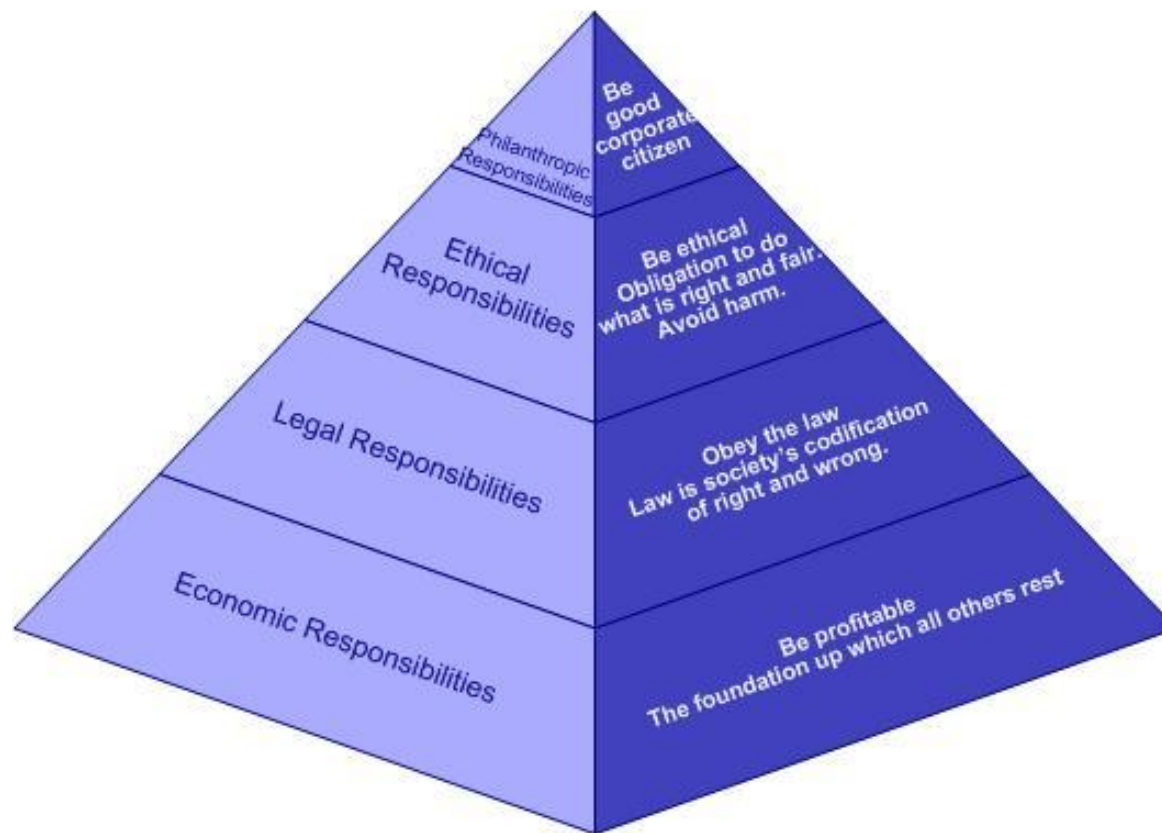 Philanthropic
Responsibilities
Be
good
corporate
citizen
Ethical
Responsibilities
Be ethical
Obligation to do
what is right and fair.
Avoid harm.
Legal Responsibilities
Obey the law
Law is society's codification
of right and wrong.
Economic Responsibilities
Be profitable
The foundation up which all others rest